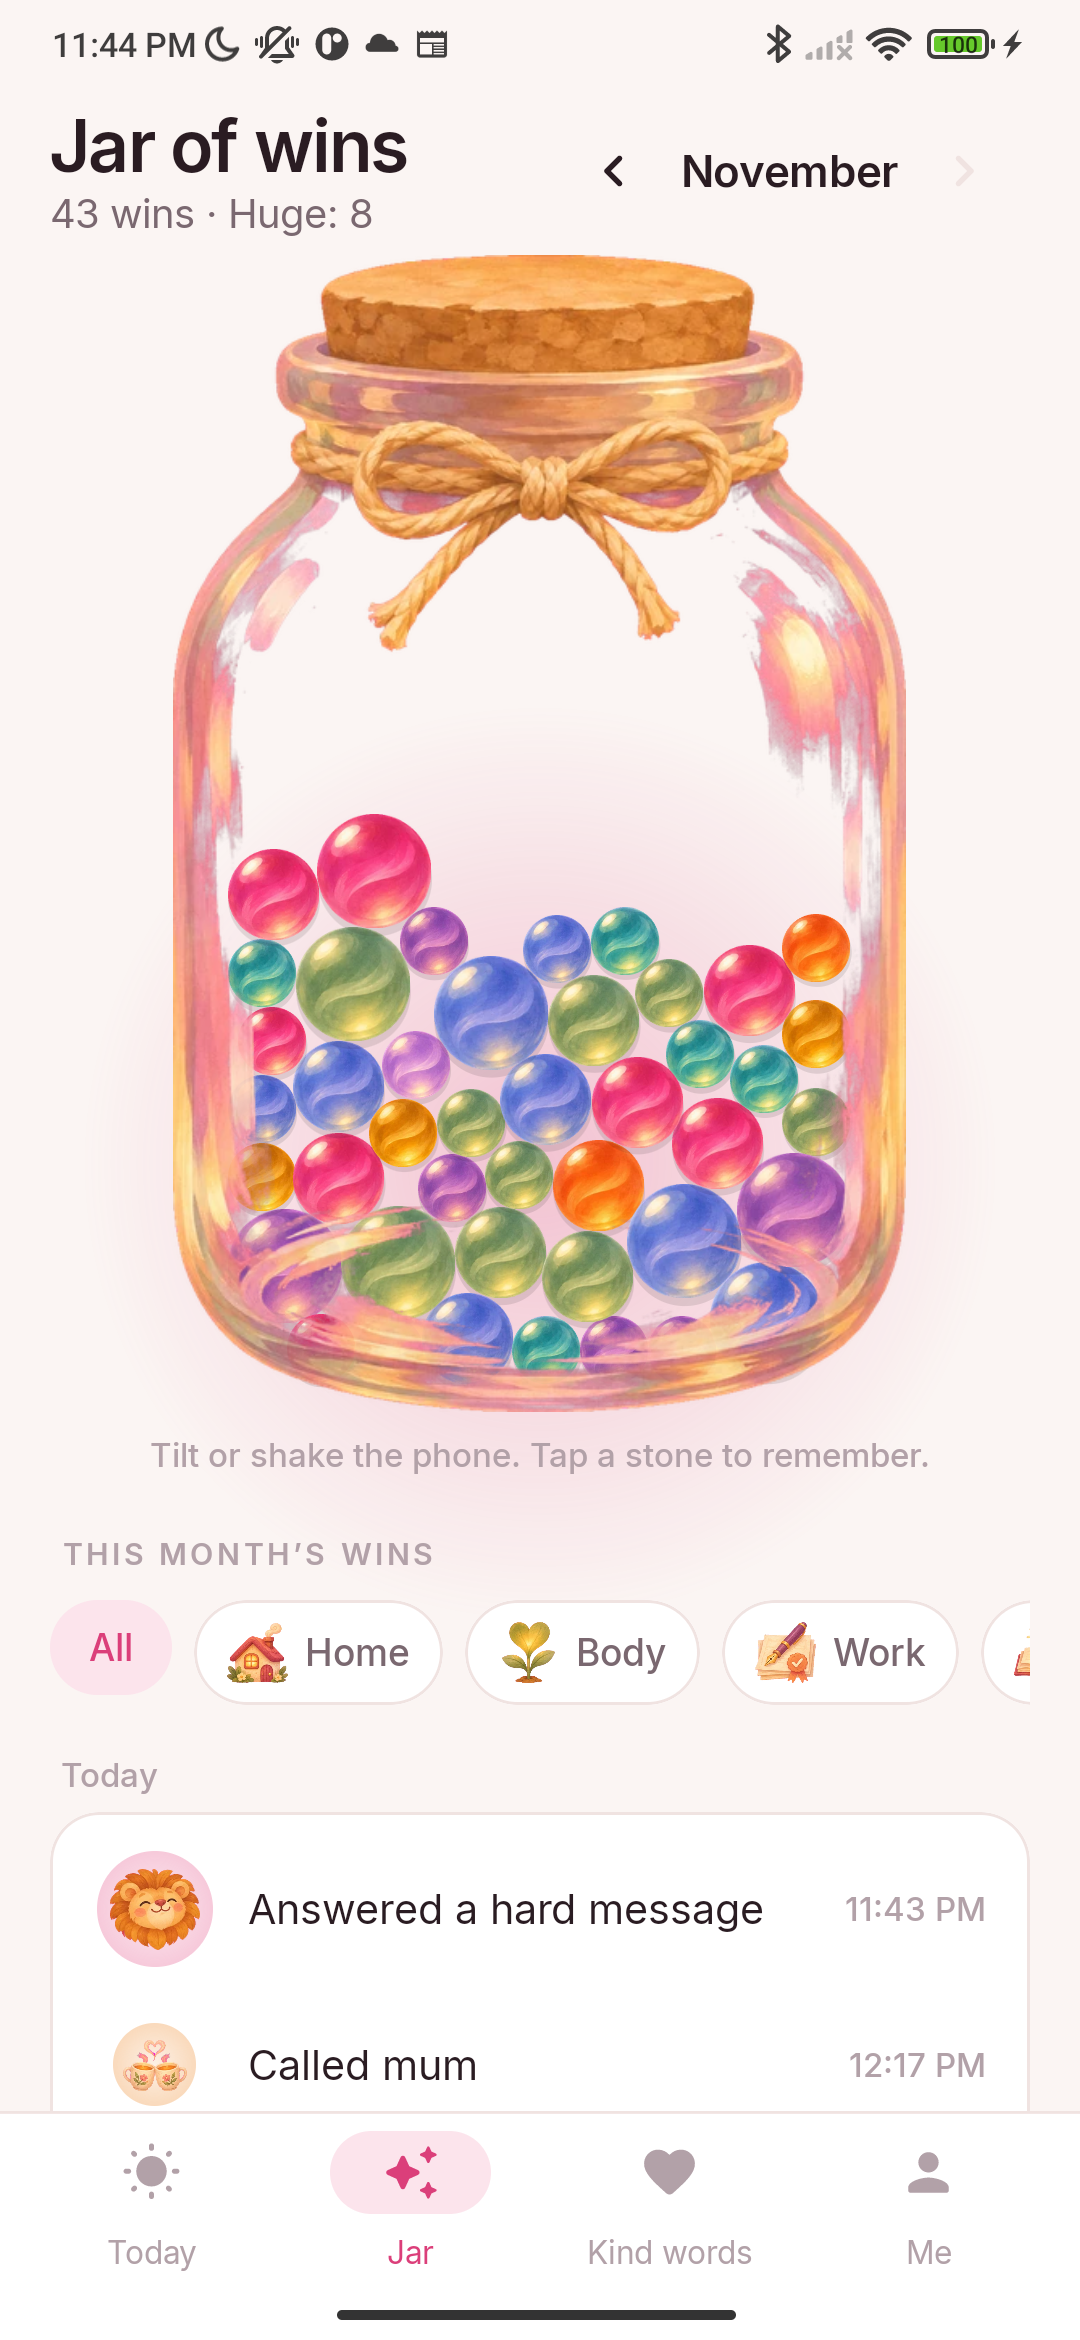 11:44 PM
100
Jar of wins
November
43 wins · Huge: 8
Tilt or shake the phone. Tap a stone to remember.
THIS MONTH’S WINS
All
Home
Body
Work
Today
Answered a hard message
11:43 PM
Called mum
12:17 PM
Today
Jar
Kind words
Me